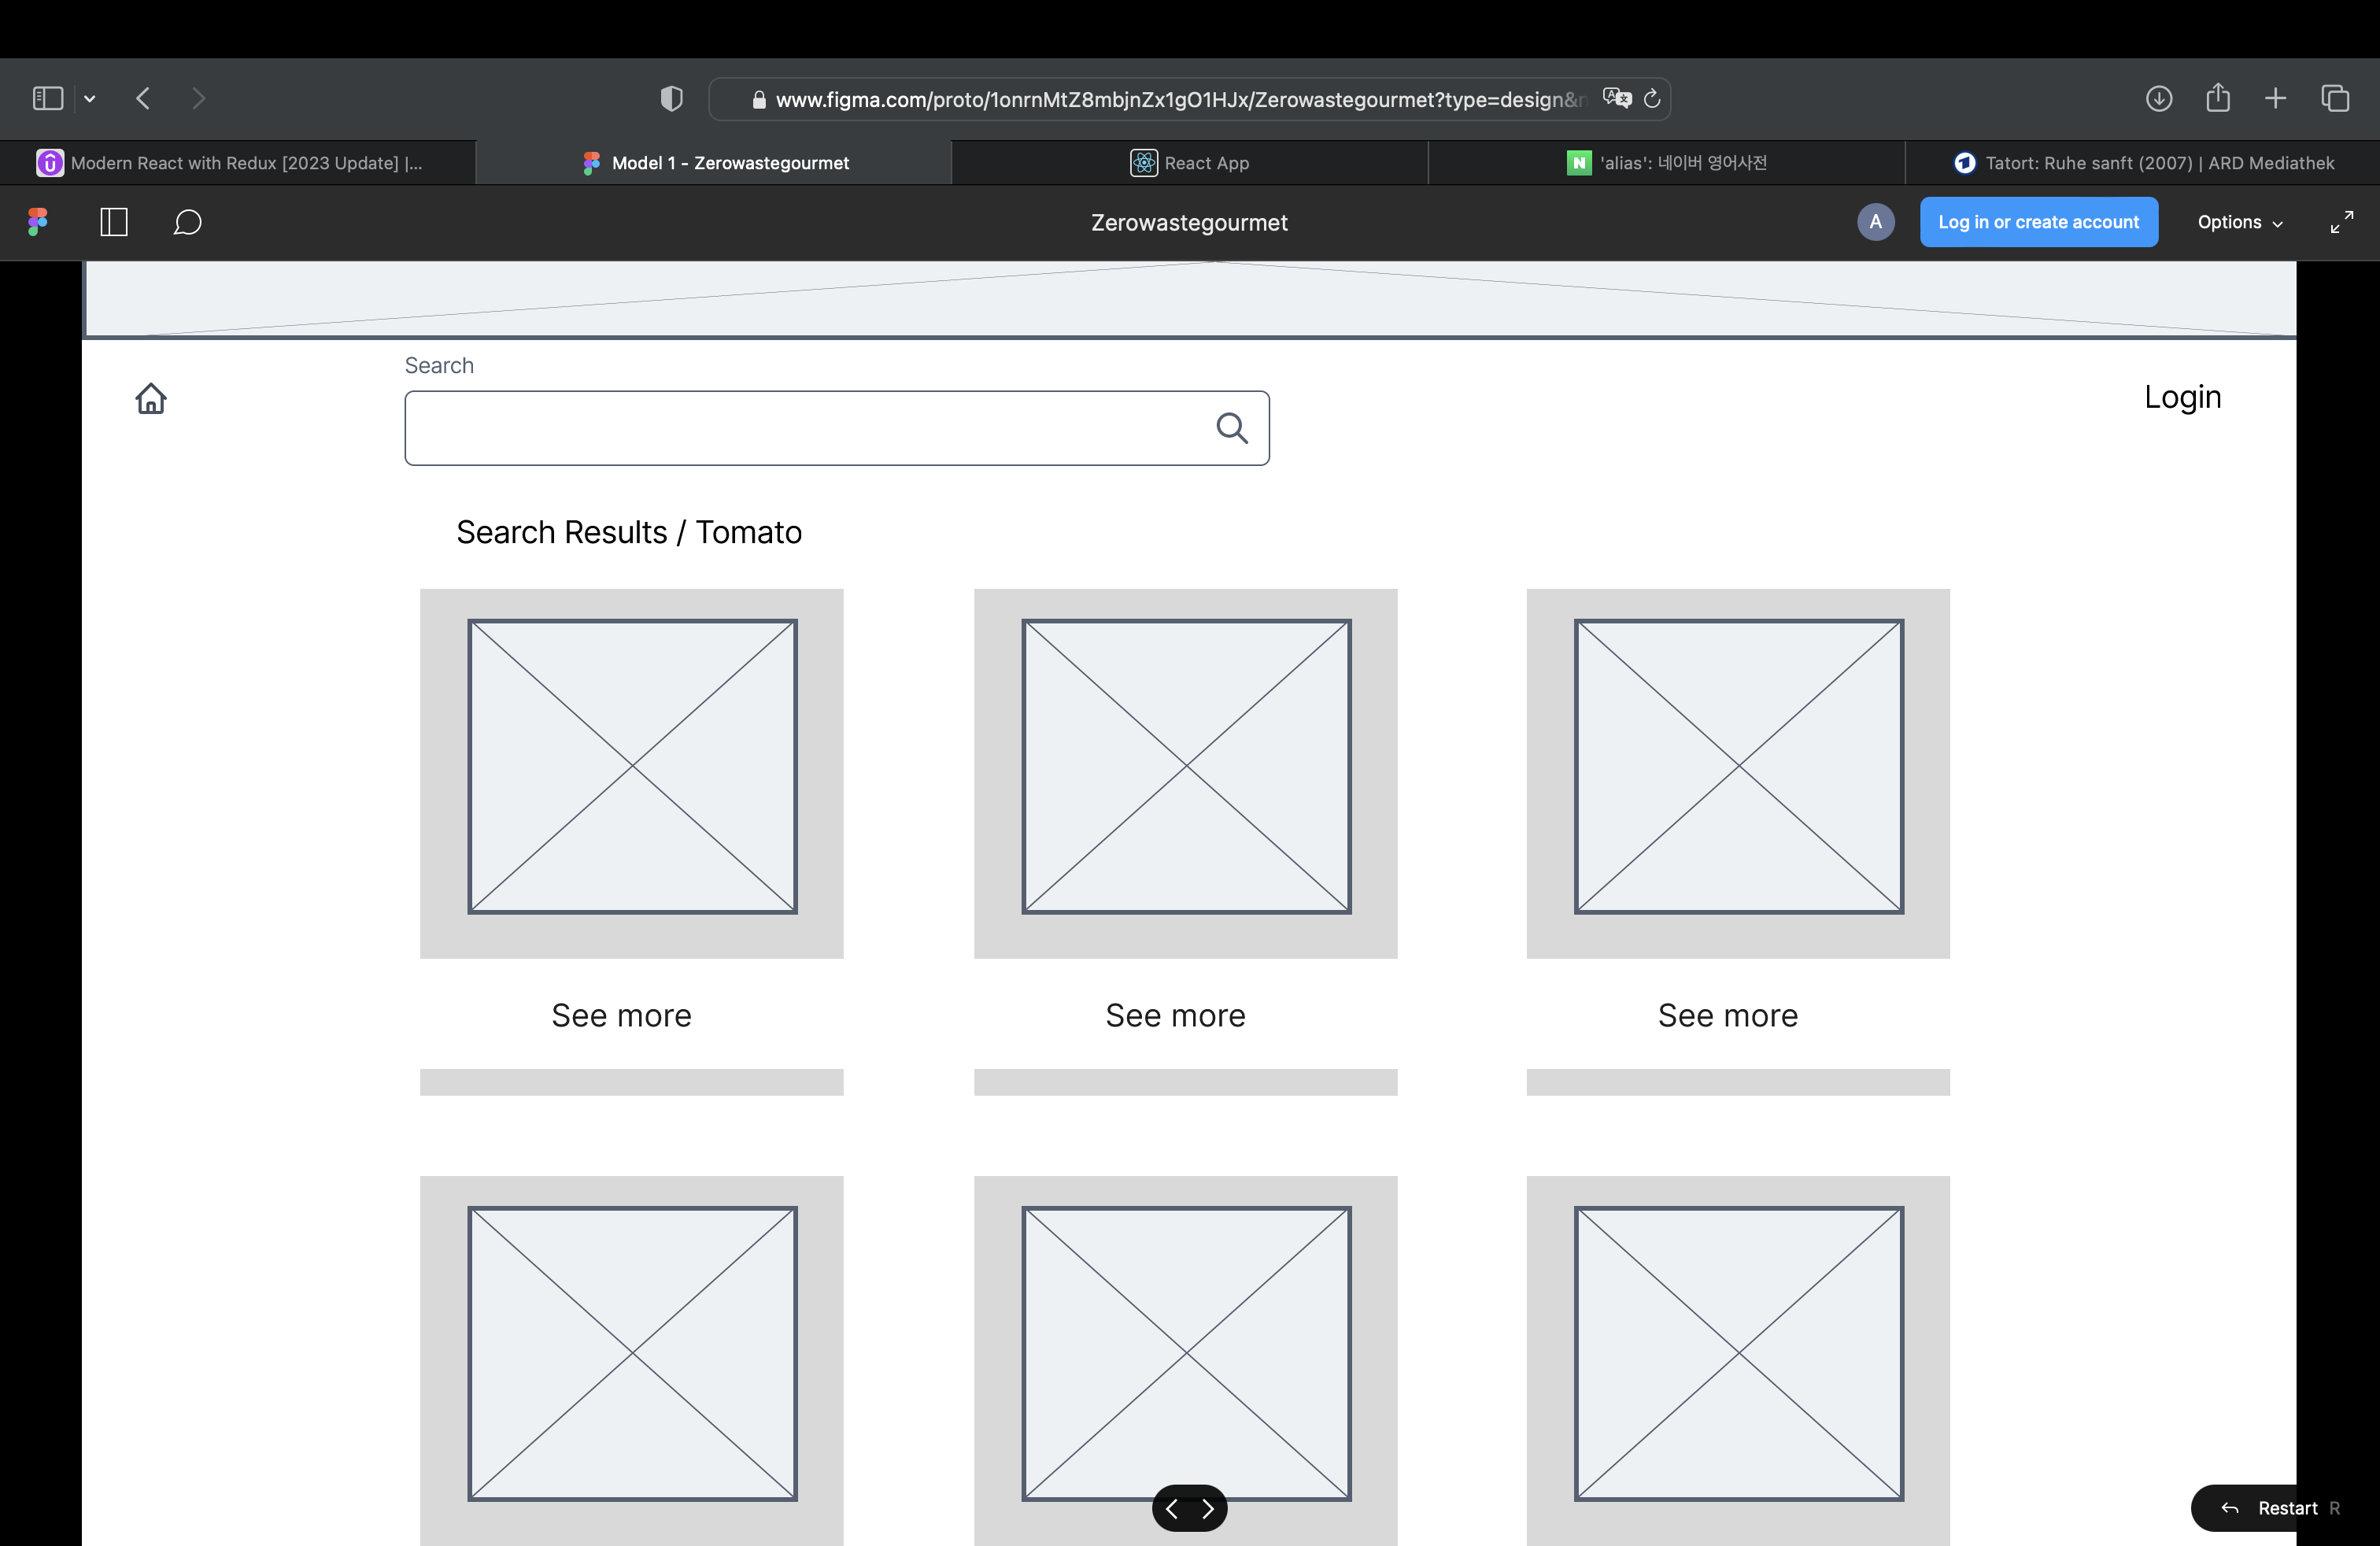 www.figma.com/proto/1onrnMtZ8mbjnZx1gO1HJx/Zerowastegourmet?type=design&
Modern React with Redux [2023 Update] |...
Model 1 - Zerowastegourmet
React App
'alias': 네이버 영어사전
Tatort: Ruhe sanft (2007) | ARD Mediathek
Zerowastegourmet
A
Log in or create account
Options
Search
Login
Search Results / Tomato
See more
See more
See more
Restart R